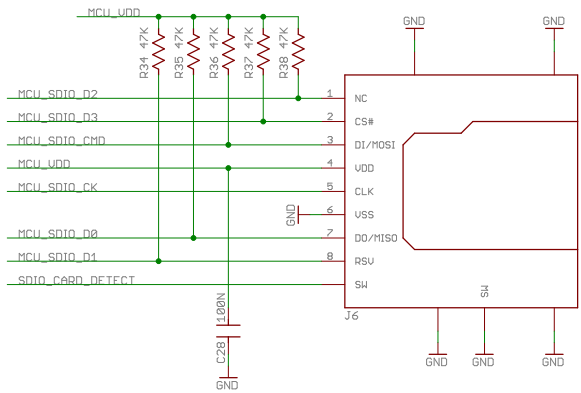 MCU_VDD
GND
GND
R34 47K
R35 47K
R36 47K
R37 47K
R38 47K
MCU_SDIO_D2
1
NC
MCU_SDIO_D3
2
CS#
MCU_SDIO_CMD
3
DI/MOSI
MCU_VDD
4
VDD
MCU_SDIO_CK
5
CLK
GND
6
VSS
MCU_SDIO_D0
7
DO/MISO
MCU_SDIO_D1
8
RSV
SDIO_CARD_DETECT
SW
SW
J6
C28 100N
GND
GND
GND
GND